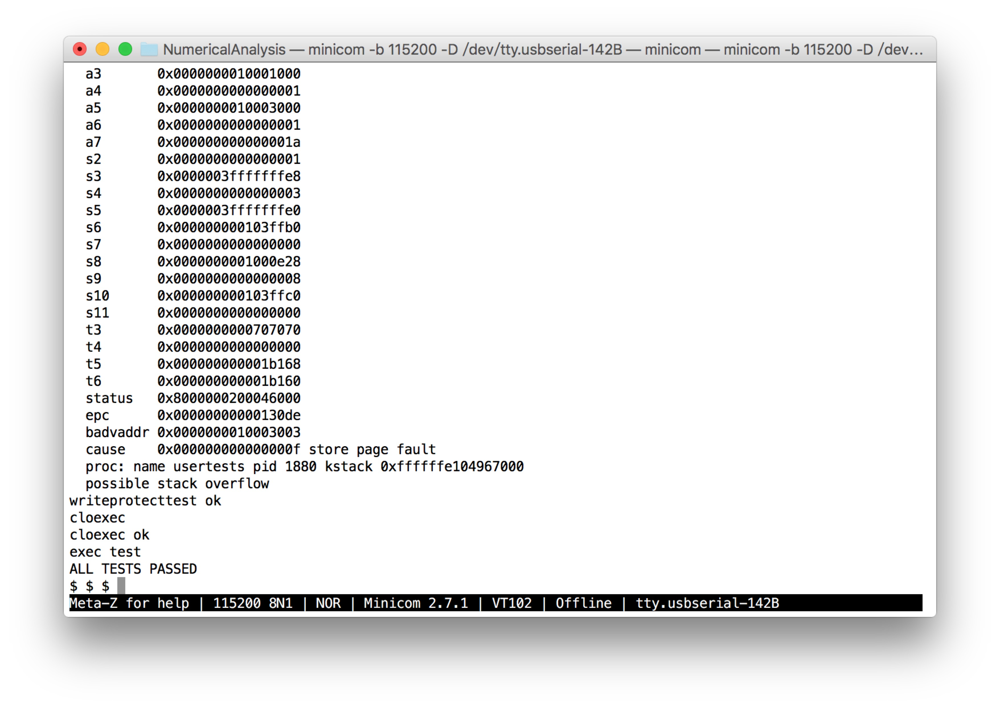 NumericalAnalysis — minicom -b 115200 -D /dev/tty.usbserial-142B — minicom — minicom -b 115200 -D /dev…
a3 0x0000000010001000
a4 0x0000000000000001
a5 0x0000000010003000
a6 0x0000000000000001
a7 0x000000000000001a
s2 0x0000000000000001
s3 0x0000003fffffffe8
s4 0x0000000000000003
s5 0x0000003fffffffe0
s6 0x000000000103ffb0
s7 0x0000000000000000
s8 0x0000000001000e28
s9 0x0000000000000008
s10 0x000000000103ffc0
s11 0x0000000000000000
t3 0x0000000000707070
t4 0x0000000000000000
t5 0x000000000001b168
t6 0x000000000001b160
status 0x8000000200046000
epc 0x00000000000130de
badvaddr 0x0000000010003003
cause 0x000000000000000f store page fault
proc: name usertests pid 1880 kstack 0xffffffe104967000
possible stack overflow
writeprotecttest ok
cloexec
cloexec ok
exec test
ALL TESTS PASSED
$ $ $
Meta-Z for help | 115200 8N1 | NOR | Minicom 2.7.1 | VT102 | Offline | tty.usbserial-142B